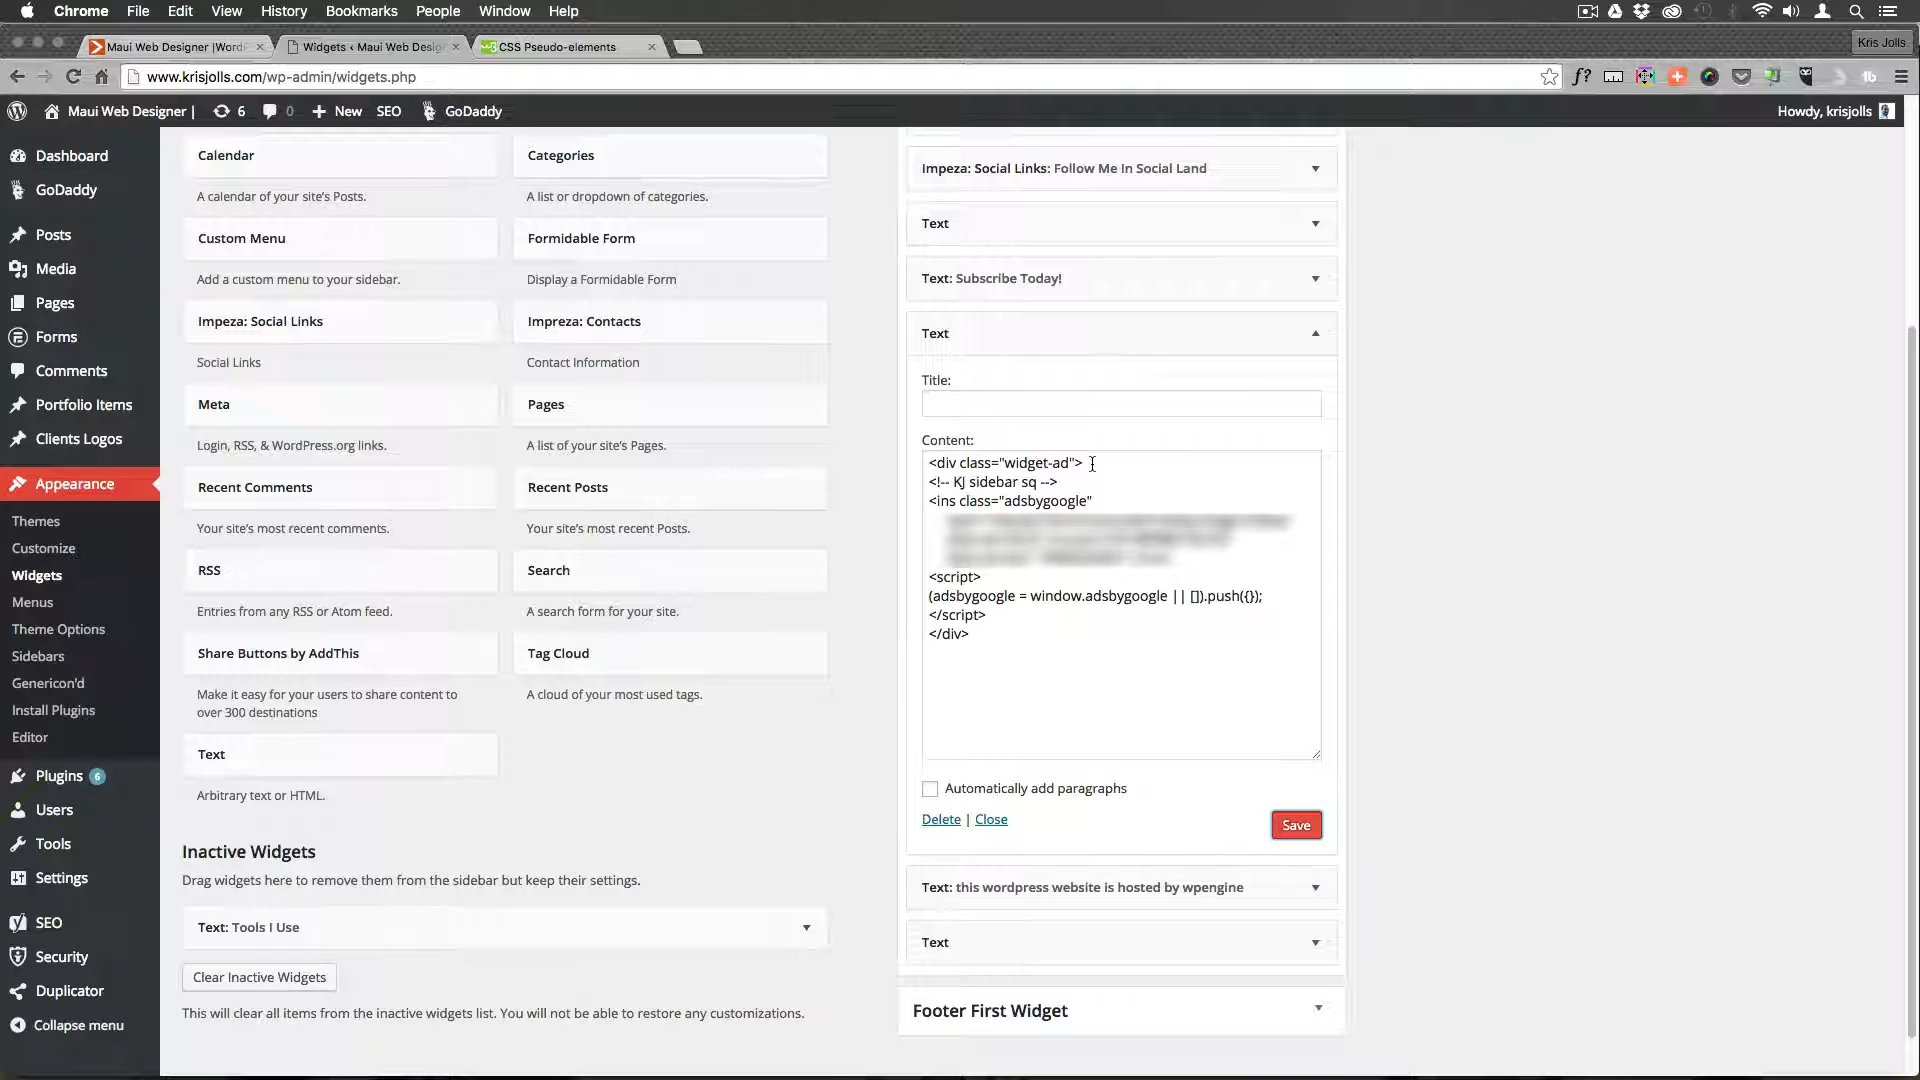 Chrome File Edit View History Bookmarks People Window Help
Maui Web Designer |WordP
Widgets ‹ Maui Web Desig
CSS Pseudo-elements
Kris Jolls
www.krisjolls.com/wp-admin/widgets.php
Maui Web Designer | 6 0 New SEO GoDaddy
Howdy, krisjolls
Dashboard
GoDaddy
Posts
Media
Pages
Forms
Comments
Portfolio Items
Clients Logos
Appearance
Themes
Customize
Widgets
Menus
Theme Options
Sidebars
Genericon'd
Install Plugins
Editor
Plugins 6
Users
Tools
Settings
SEO
Security
Duplicator
Collapse menu
Calendar
A calendar of your site's Posts.
Categories
A list or dropdown of categories.
Custom Menu
Add a custom menu to your sidebar.
Formidable Form
Display a Formidable Form
Impeza: Social Links
Social Links
Impreza: Contacts
Contact Information
Meta
Login, RSS, & WordPress.org links.
Pages
A list of your site's Pages.
Recent Comments
Your site's most recent comments.
Recent Posts
Your site's most recent Posts.
RSS
Entries from any RSS or Atom feed.
Search
A search form for your site.
Share Buttons by AddThis
Make it easy for your users to share content to
over 300 destinations
Tag Cloud
A cloud of your most used tags.
Text
Arbitrary text or HTML.
Inactive Widgets
Drag widgets here to remove them from the sidebar but keep their settings.
Text: Tools I Use
Clear Inactive Widgets
This will clear all items from the inactive widgets list. You will not be able to restore any customizations.
Impeza: Social Links: Follow Me In Social Land
Text
Text: Subscribe Today!
Text
Title:
Content:
<div class="widget-ad">
<!-- KJ sidebar sq -->
<ins class="adsbygoogle"
<script>
(adsbygoogle = window.adsbygoogle || []).push({});
</script>
</div>
Automatically add paragraphs
Delete | Close
Save
Text: this wordpress website is hosted by wpengine
Text
Footer First Widget